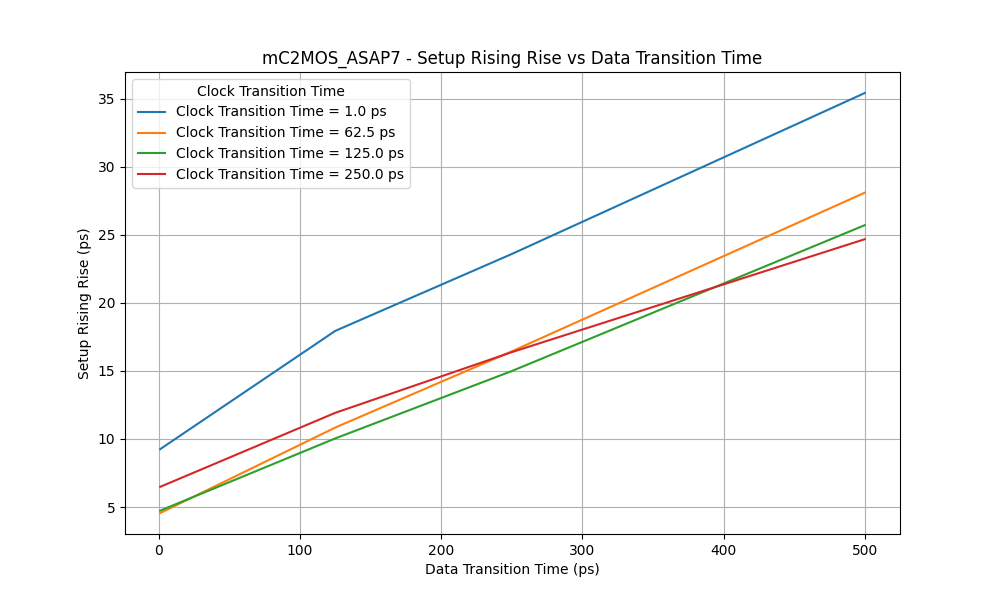 mC2MOS_ASAP7 - Setup Rising Rise vs Data Transition Time
Clock Transition Time
Clock Transition Time = 1.0 ps
Clock Transition Time = 62.5 ps
Clock Transition Time = 125.0 ps
Clock Transition Time = 250.0 ps
Setup Rising Rise (ps)
35
30
25
20
15
10
5
0 100 200 300 400 500
Data Transition Time (ps)